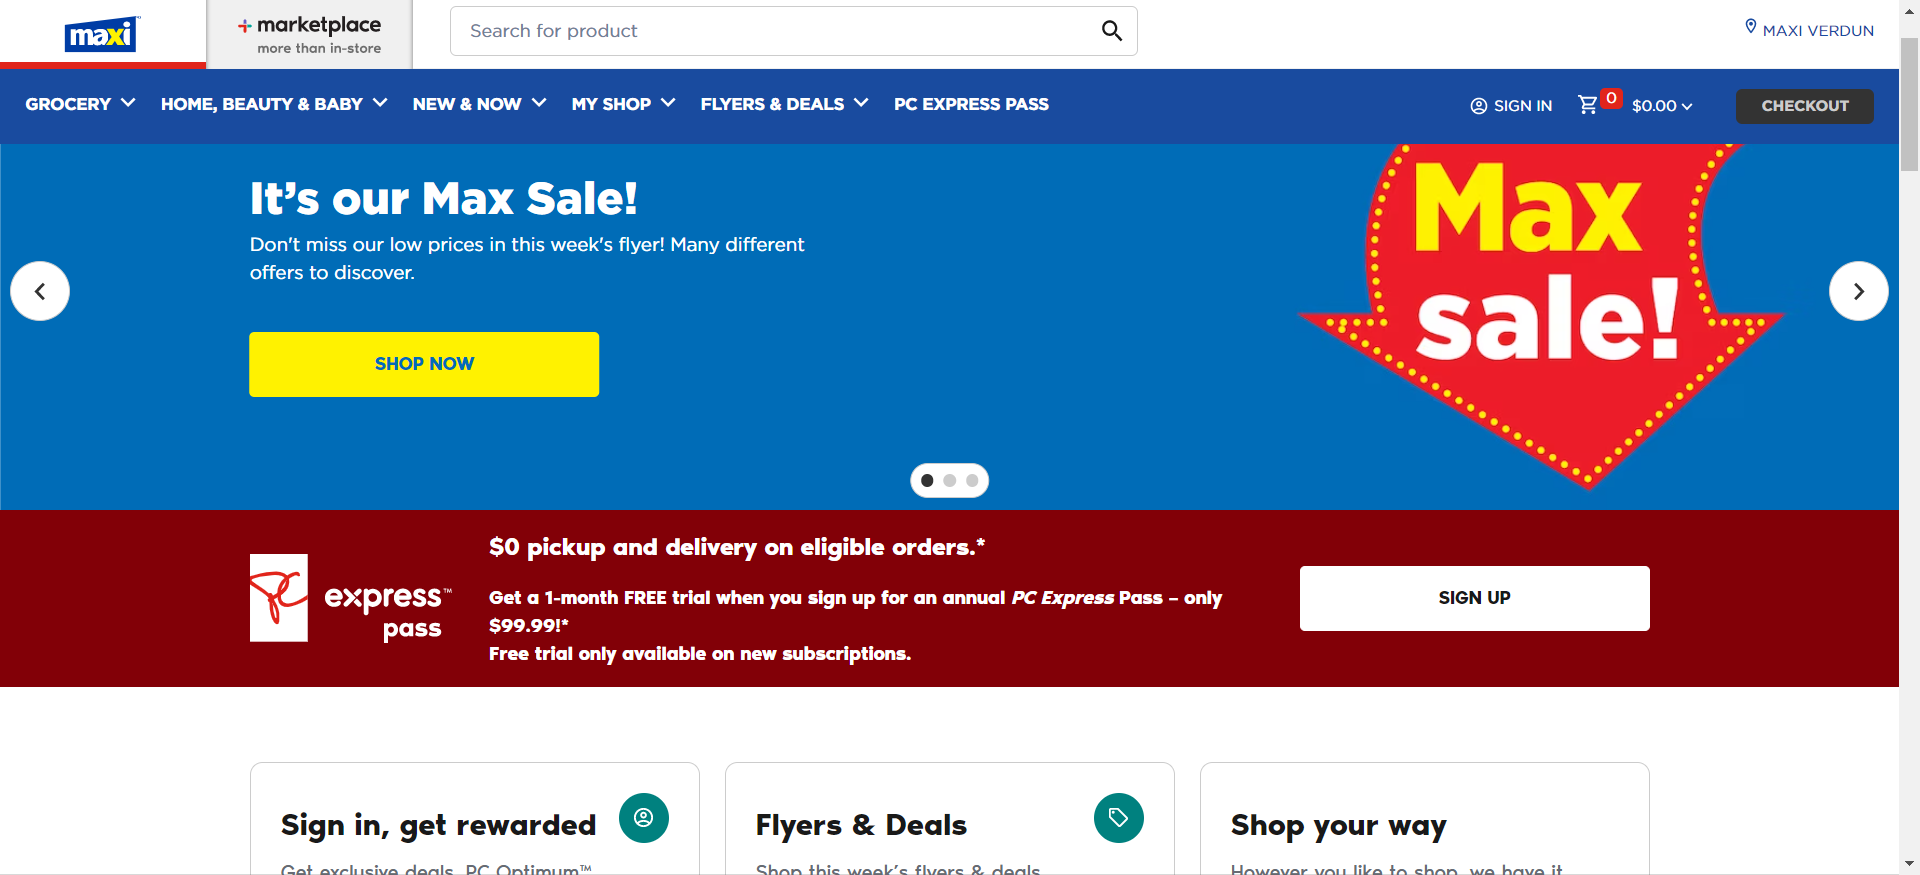 maxi
marketplace
more than in-store
Search for product
MAXI VERDUN
GROCERY
HOME, BEAUTY & BABY
NEW & NOW
MY SHOP
FLYERS & DEALS
PC EXPRESS PASS
SIGN IN
0
$0.00
CHECKOUT
It’s our Max Sale!
Don't miss our low prices in this week's flyer! Many different
offers to discover.
SHOP NOW
Max
sale!
PC
express™
pass
$0 pickup and delivery on eligible orders.*
Get a 1-month FREE trial when you sign up for an annual PC Express Pass – only
$99.99!*
Free trial only available on new subscriptions.
SIGN UP
Sign in, get rewarded
Get exclusive deals, PC Optimum™
Flyers & Deals
Shop this week’s flyers & deals
Shop your way
However you like to shop, we have it